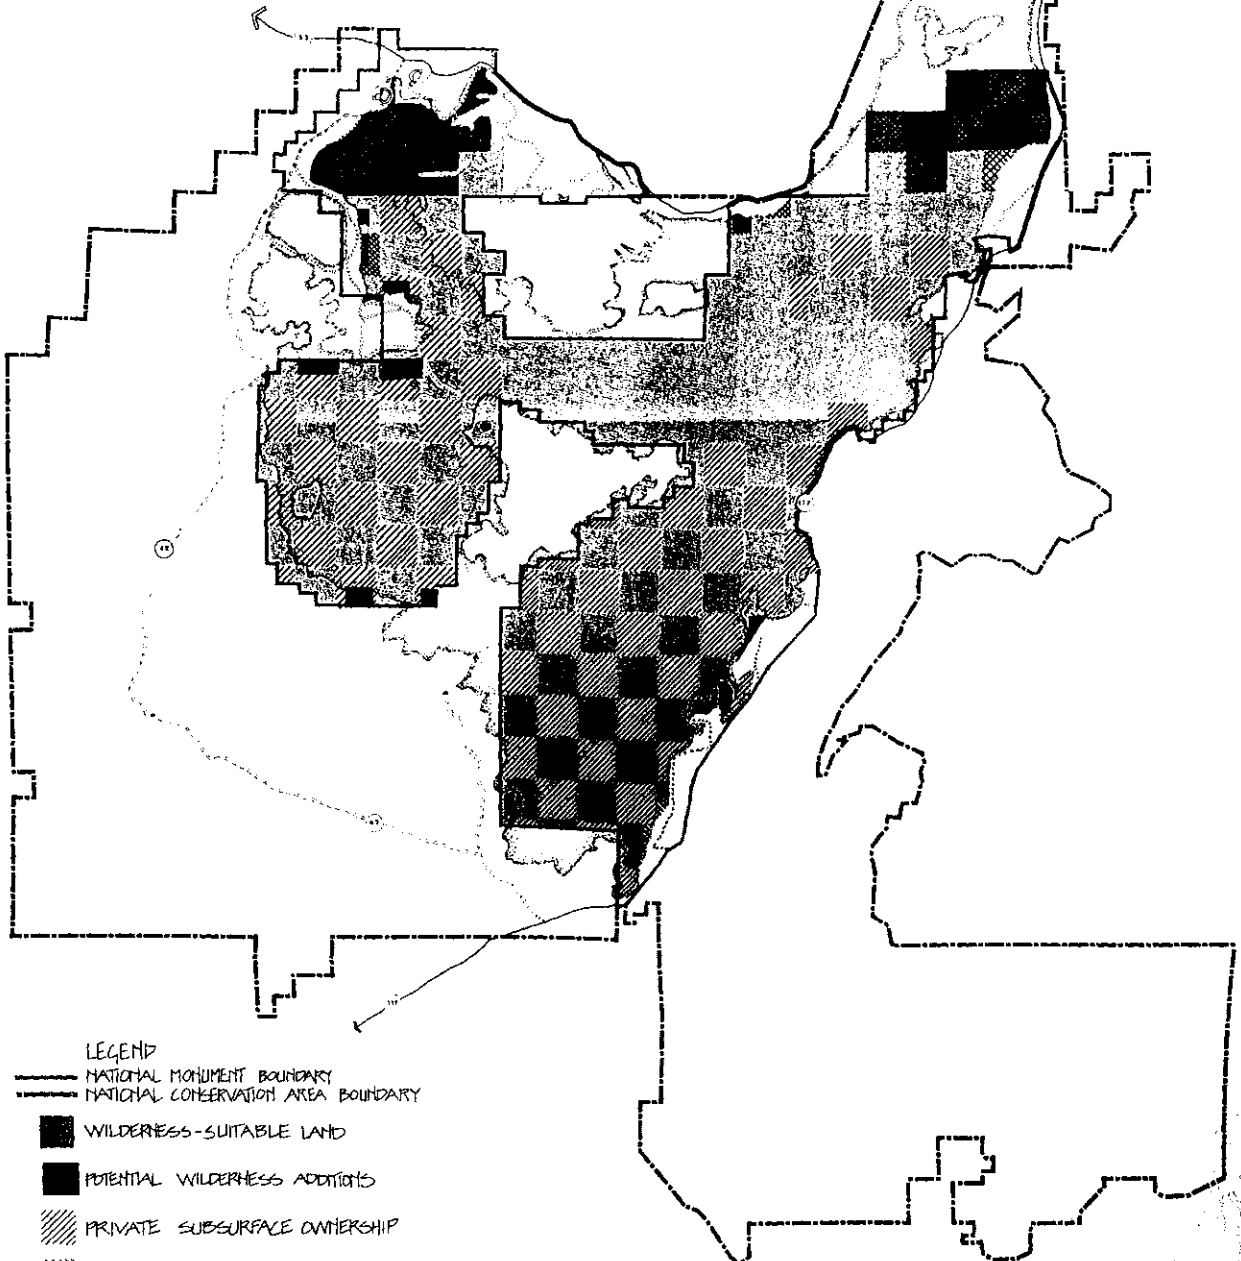 LEGEND
NATIONAL MONUMENT BOUNDARY
NATIONAL CONSERVATION AREA BOUNDARY
WILDERNESS-SUITABLE LAND
POTENTIAL WILDERNESS ADDITIONS
PRIVATE SUBSURFACE OWNERSHIP